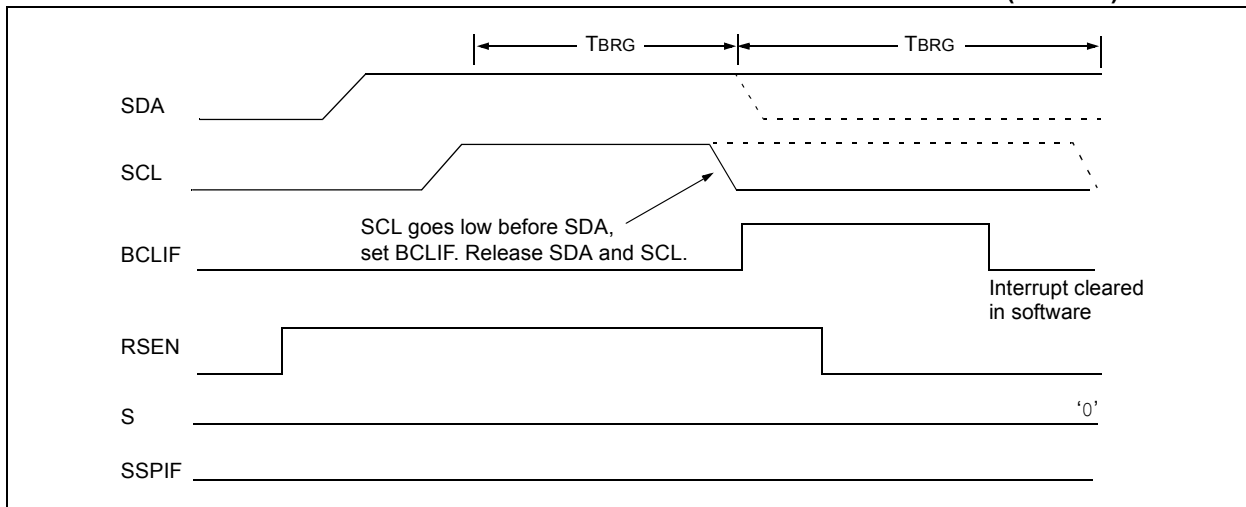 TBRG TBRG
SDA
SCL
SCL goes low before SDA,
set BCLIF. Release SDA and SCL.
BCLIF
Interrupt cleared
in software
RSEN
S
‘0’
SSPIF